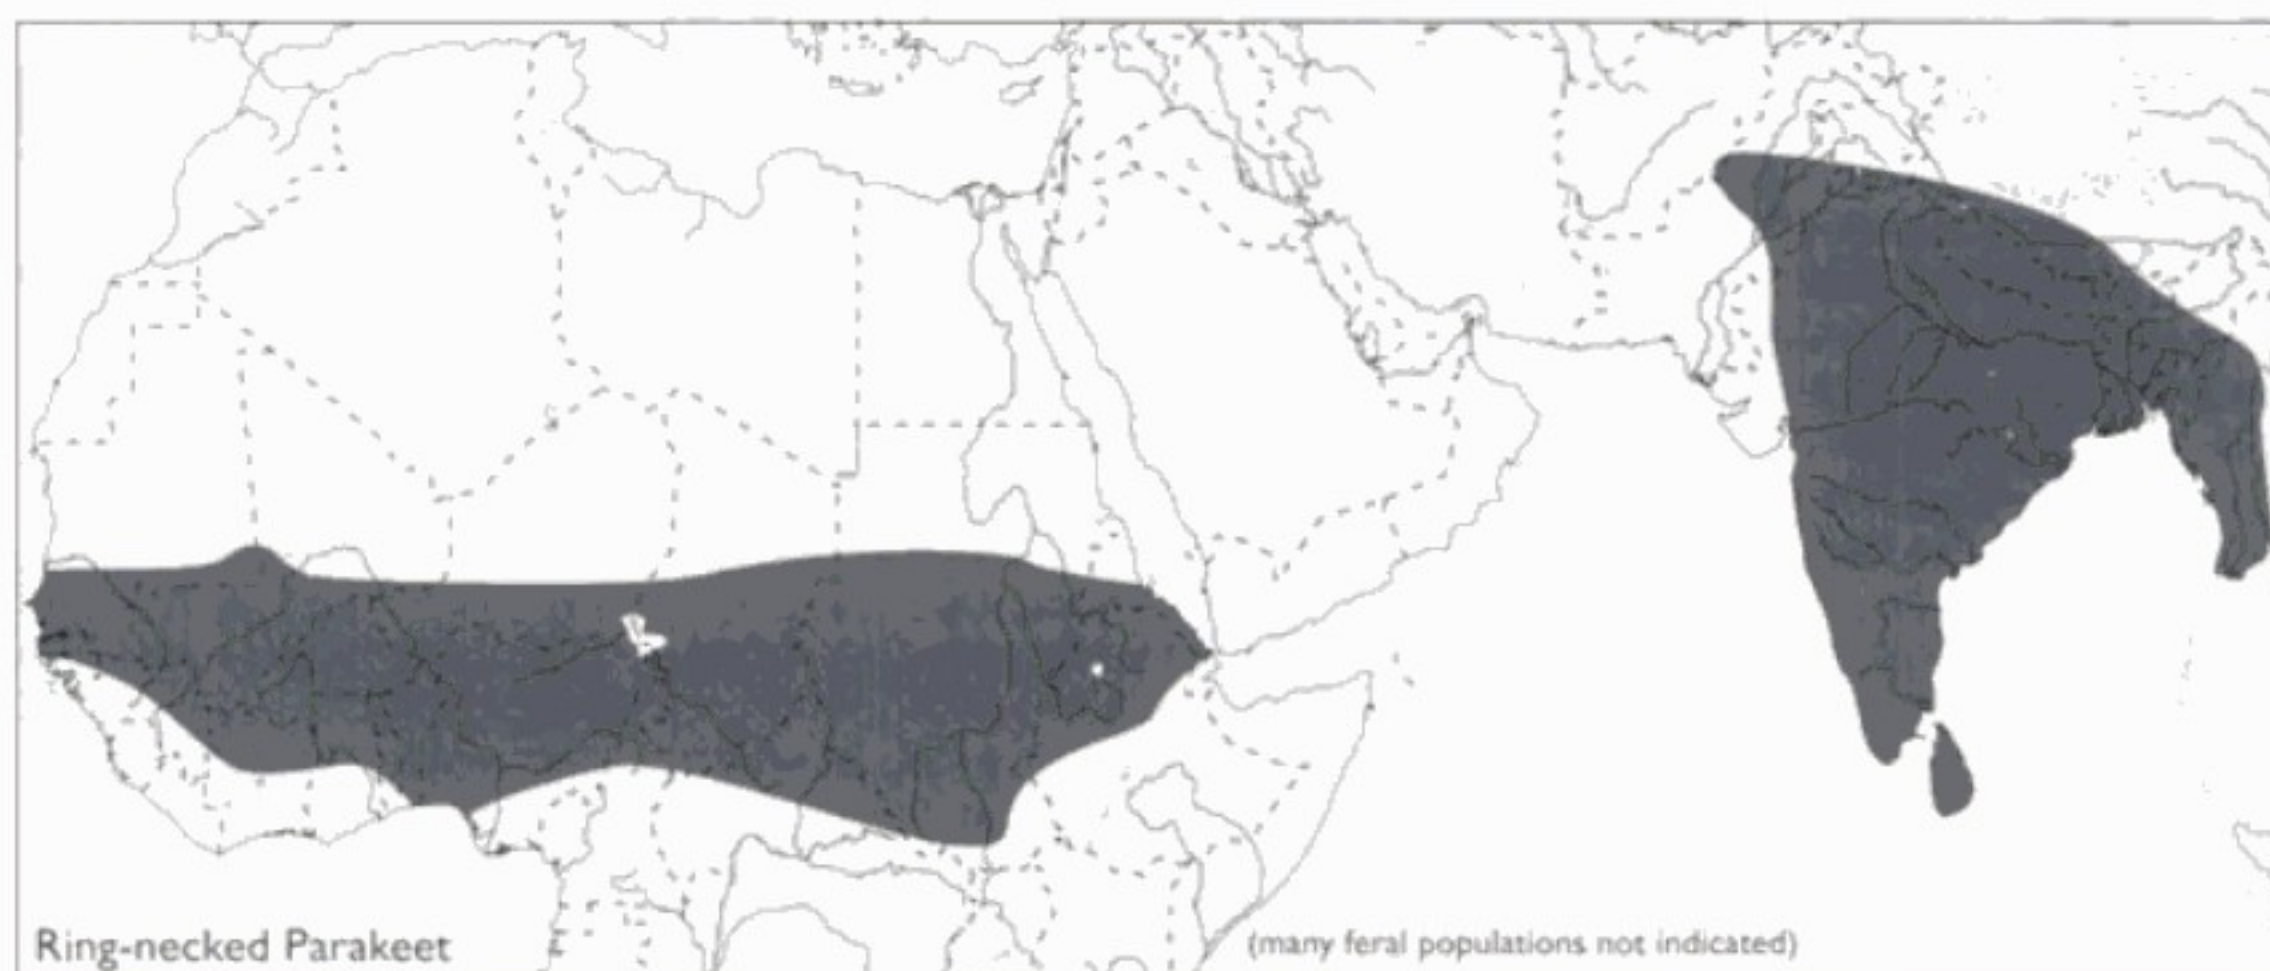 Ring-necked Parakeet
(many feral populations not indicated)